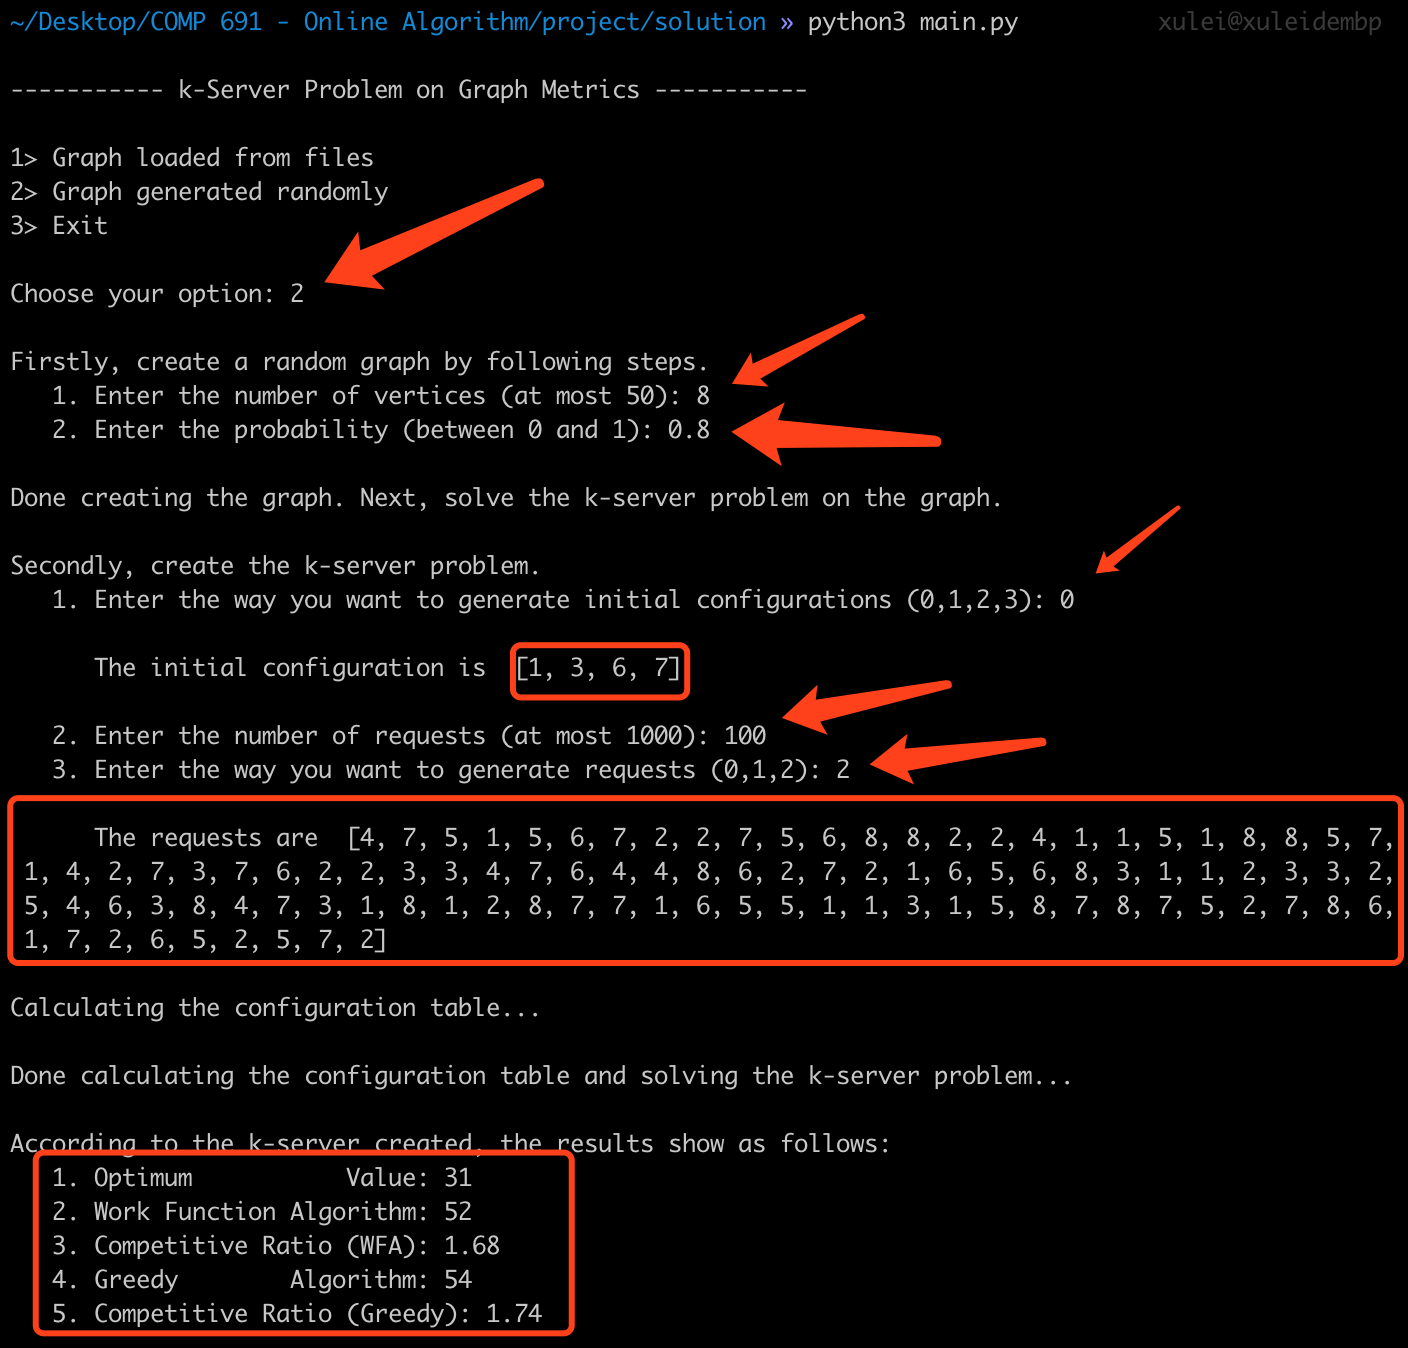 ~/Desktop/COMP 691 - Online Algorithm/project/solution » python3 main.py xulei@xuleidembp
----------- k-Server Problem on Graph Metrics -----------
1> Graph loaded from files
2> Graph generated randomly
3> Exit
Choose your option: 2
Firstly, create a random graph by following steps.
1. Enter the number of vertices (at most 50): 8
2. Enter the probability (between 0 and 1): 0.8
Done creating the graph. Next, solve the k-server problem on the graph.
Secondly, create the k-server problem.
1. Enter the way you want to generate initial configurations (0,1,2,3): 0
The initial configuration is [1, 3, 6, 7]
2. Enter the number of requests (at most 1000): 100
3. Enter the way you want to generate requests (0,1,2): 2
The requests are [4, 7, 5, 1, 5, 6, 7, 2, 2, 7, 5, 6, 8, 8, 2, 2, 4, 1, 1, 5, 1, 8, 8, 5, 7,
1, 4, 2, 7, 3, 7, 6, 2, 2, 3, 3, 4, 7, 6, 4, 4, 8, 6, 2, 7, 2, 1, 6, 5, 6, 8, 3, 1, 1, 2, 3, 3, 2,
5, 4, 6, 3, 8, 4, 7, 3, 1, 8, 1, 2, 8, 7, 7, 1, 6, 5, 5, 1, 1, 3, 1, 5, 8, 7, 8, 7, 5, 2, 7, 8, 6,
1, 7, 2, 6, 5, 2, 5, 7, 2]
Calculating the configuration table...
Done calculating the configuration table and solving the k-server problem...
According to the k-server created, the results show as follows:
1. Optimum Value: 31
2. Work Function Algorithm: 52
3. Competitive Ratio (WFA): 1.68
4. Greedy Algorithm: 54
5. Competitive Ratio (Greedy): 1.74